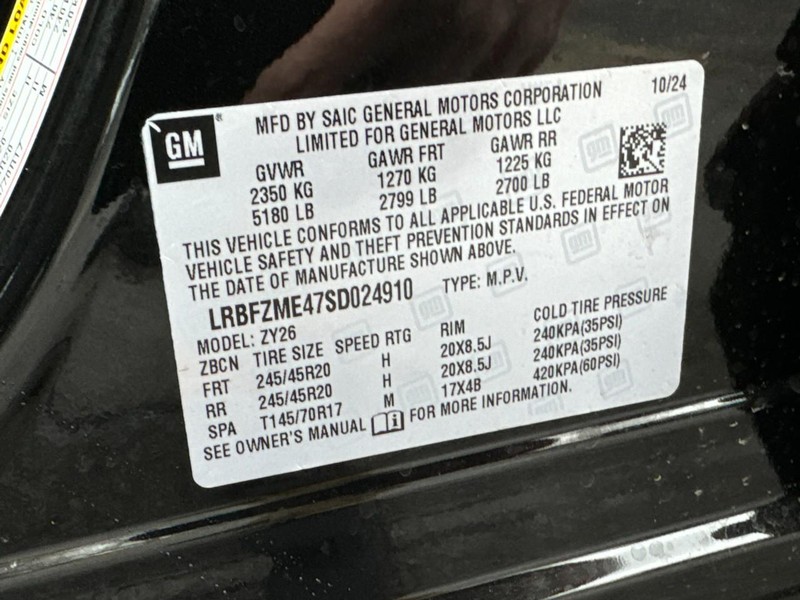 GM
MFD BY SAIC GENERAL MOTORS CORPORATION 10/24
LIMITED FOR GENERAL MOTORS LLC
GVWR GAWR FRT GAWR RR
2350 KG 1270 KG 1225 KG
5180 LB 2799 LB 2700 LB
THIS VEHICLE CONFORMS TO ALL APPLICABLE U.S. FEDERAL MOTOR
VEHICLE SAFETY AND THEFT PREVENTION STANDARDS IN EFFECT ON
THE DATE OF MANUFACTURE SHOWN ABOVE.
LRBFZME47SD024910 TYPE: M.P.V.
MODEL: ZY26
ZBCN TIRE SIZE SPEED RTG RIM COLD TIRE PRESSURE
FRT 245/45R20 H 20X8.5J 240KPA(35PSI)
RR 245/45R20 H 20X8.5J 240KPA(35PSI)
SPA T145/70R17 M 17X4B 420KPA(60PSI)
SEE OWNER'S MANUAL FOR MORE INFORMATION.